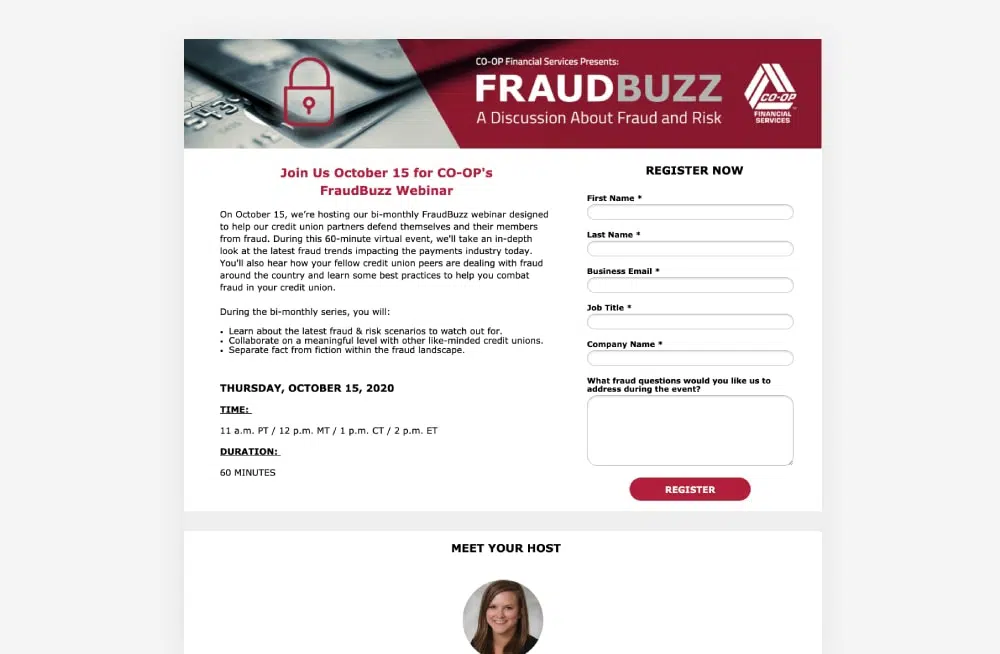 CO-OP Financial Services Presents:
FRAUDBUZZ
A Discussion About Fraud and Risk
CO-OP
FINANCIAL
SERVICES
Join Us October 15 for CO-OP's
FraudBuzz Webinar
On October 15, we're hosting our bi-monthly FraudBuzz webinar designed
to help our credit union partners defend themselves and their members
from fraud. During this 60-minute virtual event, we'll take an in-depth
look at the latest fraud trends impacting the payments industry today.
You'll also hear how your fellow credit union peers are dealing with fraud
around the country and learn some best practices to help you combat
fraud in your credit union.
During the bi-monthly series, you will:
• Learn about the latest fraud & risk scenarios to watch out for.
• Collaborate on a meaningful level with other like-minded credit unions.
• Separate fact from fiction within the fraud landscape.
THURSDAY, OCTOBER 15, 2020
TIME:
11 a.m. PT / 12 p.m. MT / 1 p.m. CT / 2 p.m. ET
DURATION:
60 MINUTES
REGISTER NOW
First Name *
Last Name *
Business Email *
Job Title *
Company Name *
What fraud questions would you like us to
address during the event?
REGISTER
MEET YOUR HOST